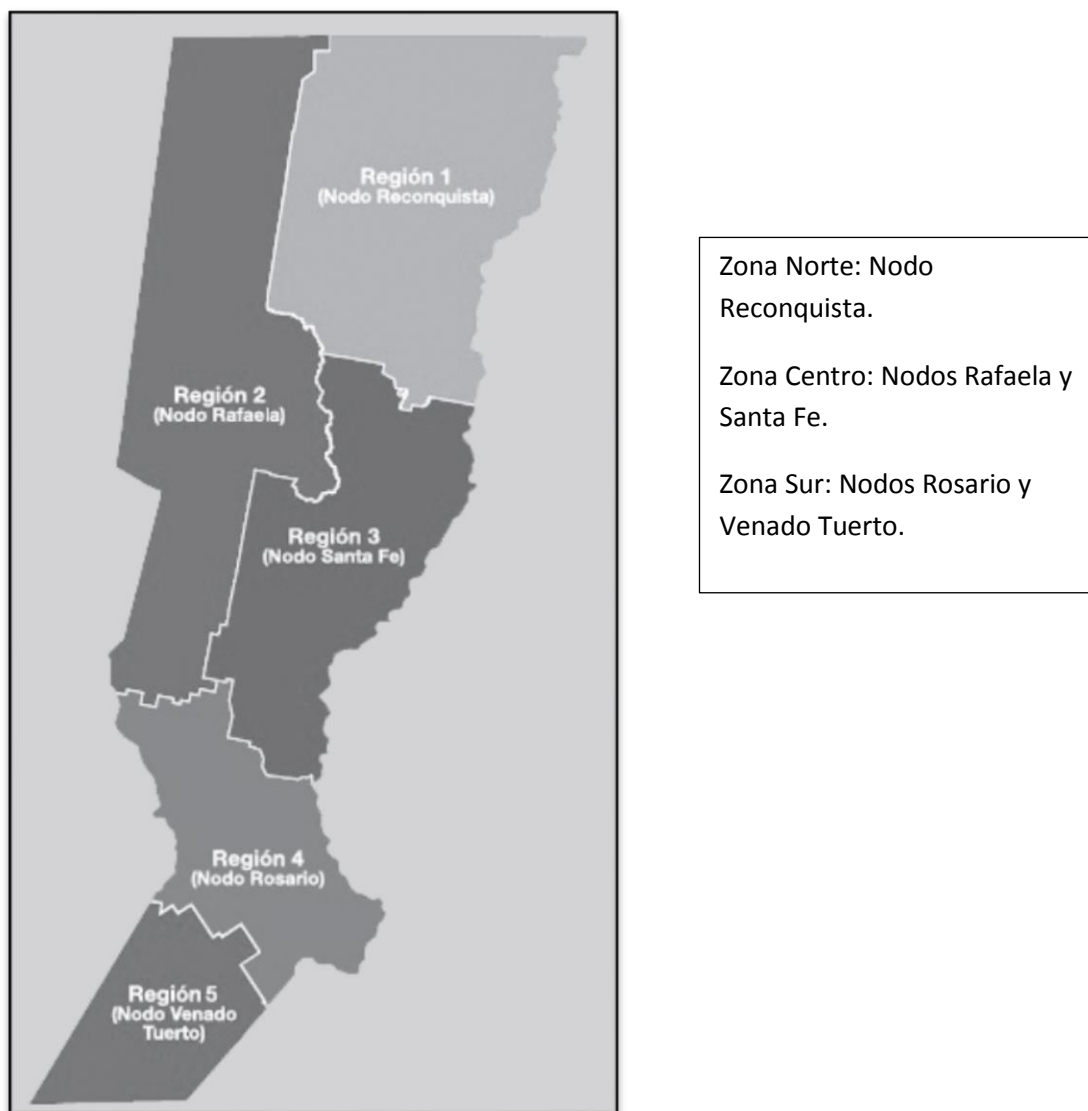 Región 1
(Nodo Reconquista)
Región 2
(Nodo Rafaela)
Región 3
(Nodo Santa Fe)
Región 4
(Nodo Rosario)
Región 5
(Nodo Venado
Tuerto)
Zona Norte: Nodo
Reconquista.
Zona Centro: Nodos Rafaela y
Santa Fe.
Zona Sur: Nodos Rosario y
Venado Tuerto.